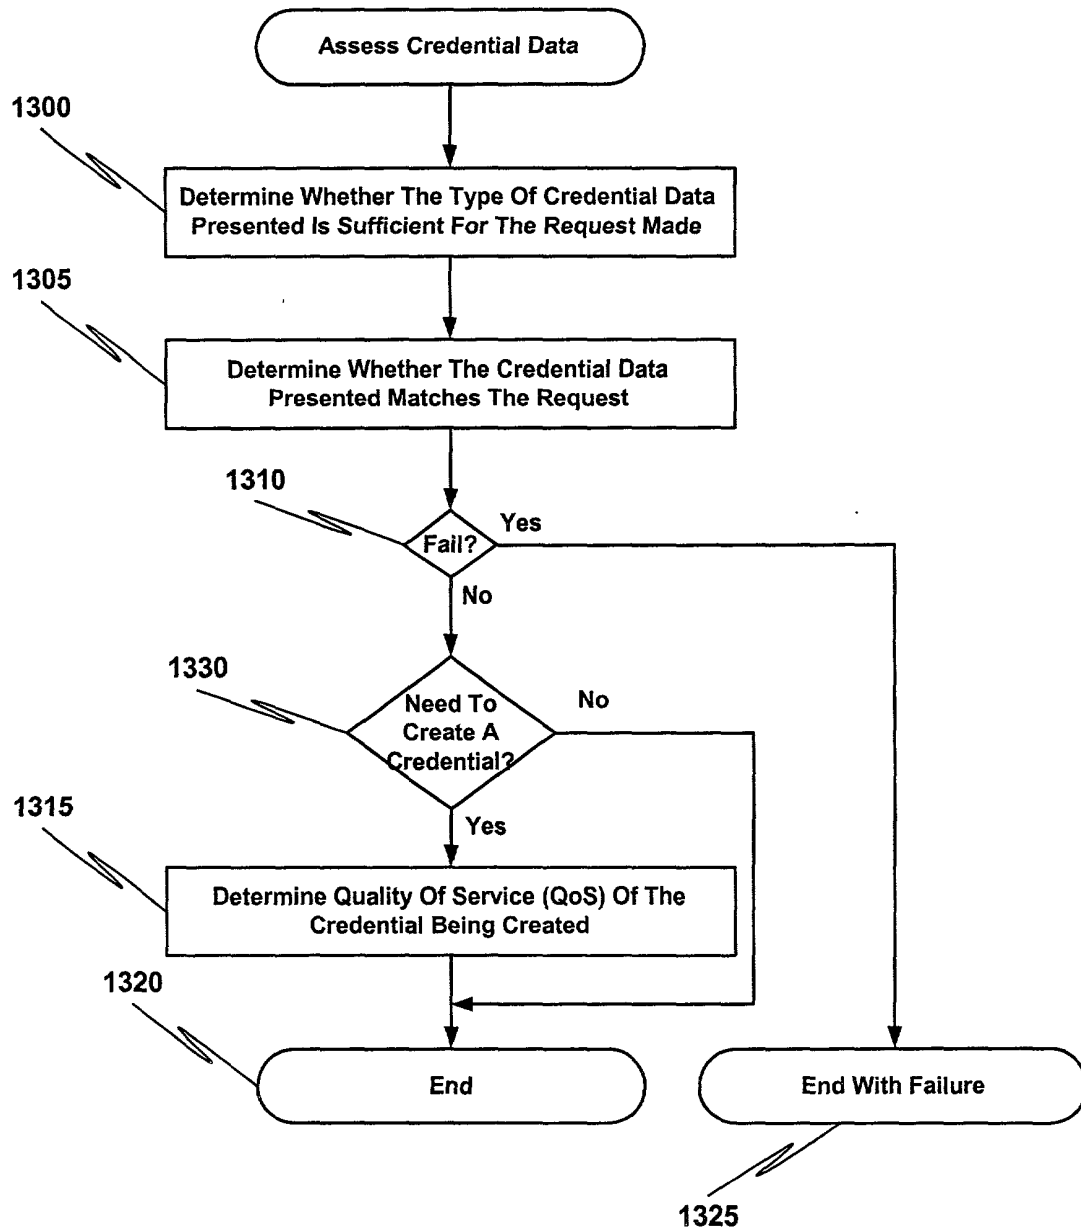 Assess Credential Data
1300
Determine Whether The Type Of Credential Data
Presented Is Sufficient For The Request Made
1305
Determine Whether The Credential Data
Presented Matches The Request
1310
Yes
Fail?
No
1330
Need To
Create A
Credential?
No
1315
Yes
Determine Quality Of Service (QoS) Of The
Credential Being Created
1320
End
End With Failure
1325